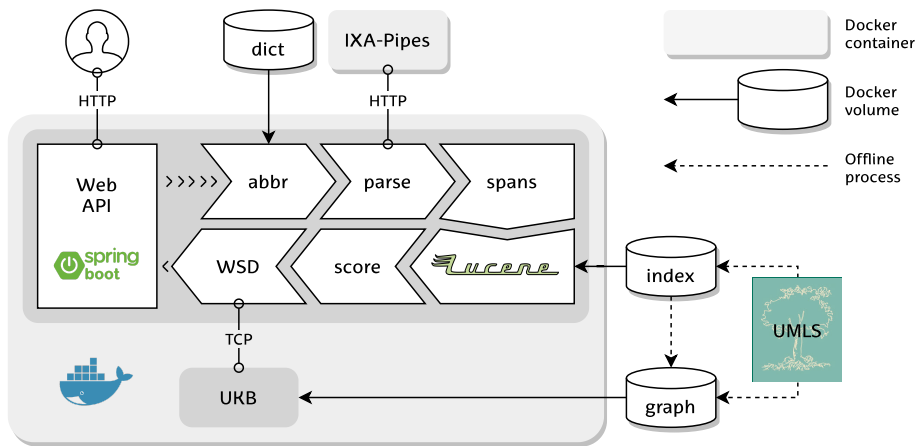 dict
IXA-Pipes
Docker
container
HTTP
HTTP
Docker
volume
Web
API
abbr
parse
spans
Offline
process
spring
boot
WSD
score
Lucene
index
UMLS
TCP
UKB
graph